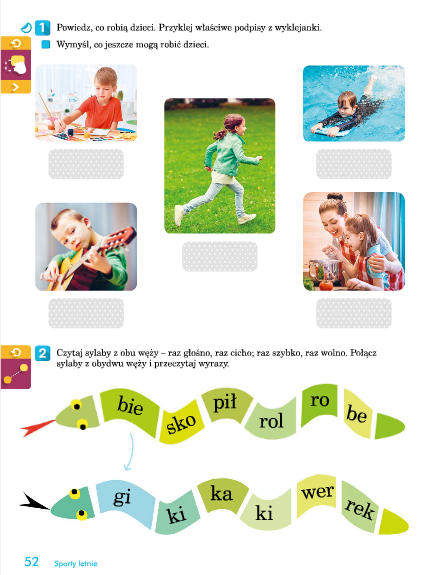 1 Powiedz, co robią dzieci. Przyklej właściwe podpisy z wyklejanki.
Wymyśl, co jeszcze mogą robić dzieci.
2 Czytaj sylaby z obu węży – raz głośno, raz cicho; raz szybko, raz wolno. Połącz
sylaby z obydwu węży i przeczytaj wyrazy.
bie sko pił rol ro be
gi ki ka ki wer rek
52 Sporty letnie